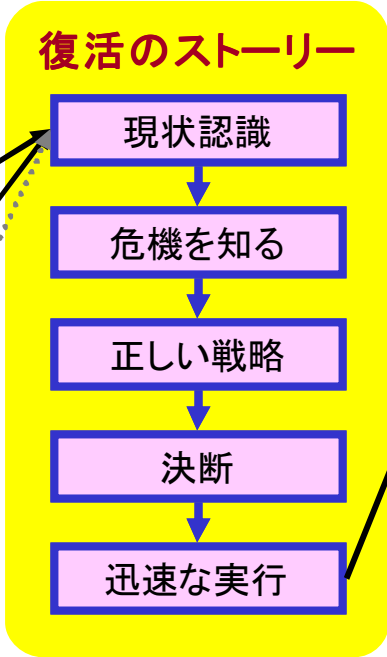 復活のストーリー
現状認識
危機を知る
正しい戦略
決断
迅速な実行